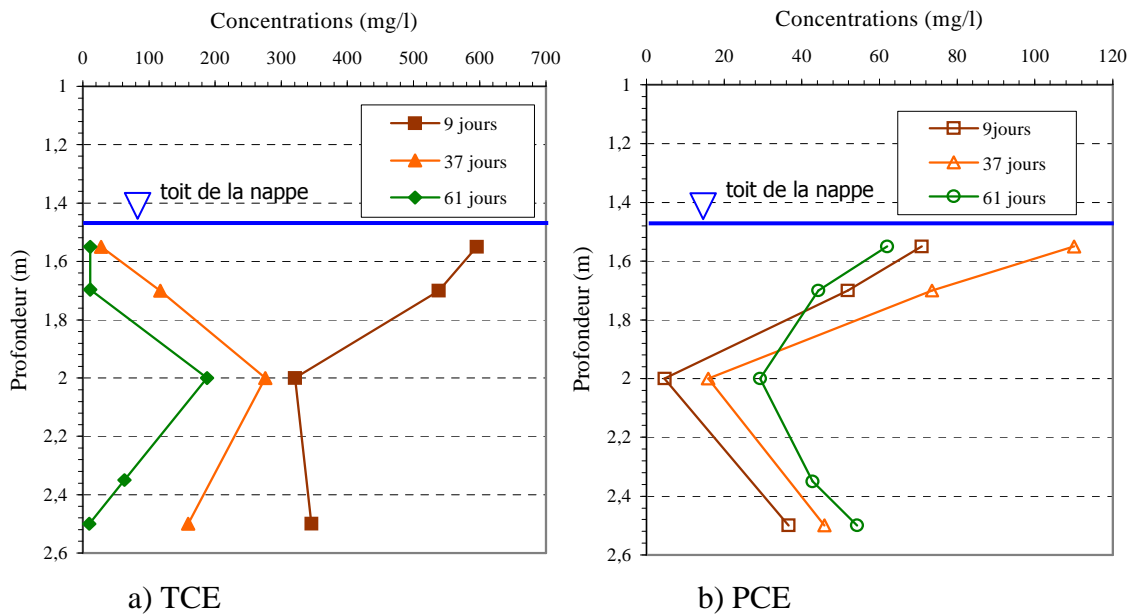 Concentrations (mg/l)
0 100 200 300 400 500 600 700
1
1,2
1,4
1,6
1,8
2
2,2
2,4
2,6
Profondeur (m)
9 jours
37 jours
61 jours
toit de la nappe
a) TCE
Concentrations (mg/l)
0 20 40 60 80 100 120
1
1,2
1,4
1,6
1,8
2
2,2
2,4
2,6
Profondeur (m)
9jours
37 jours
61 jours
toit de la nappe
b) PCE